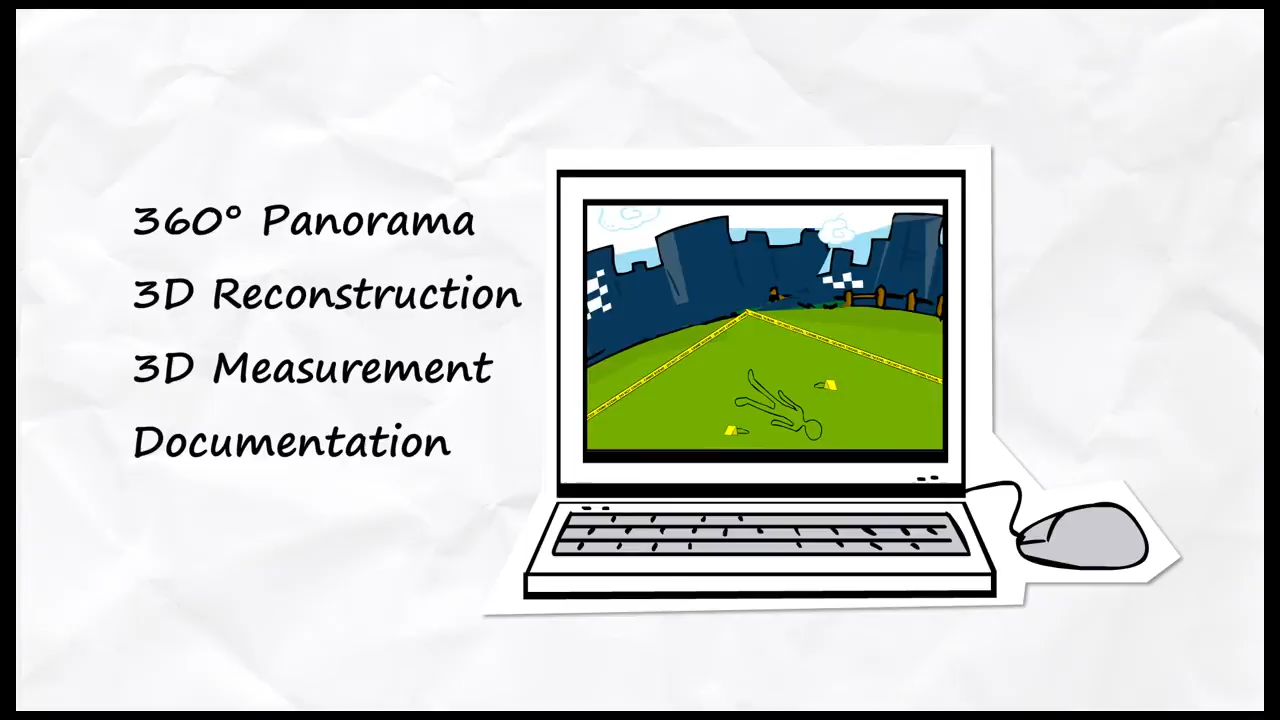 360° Panorama
3D Reconstruction
3D Measurement
Documentation